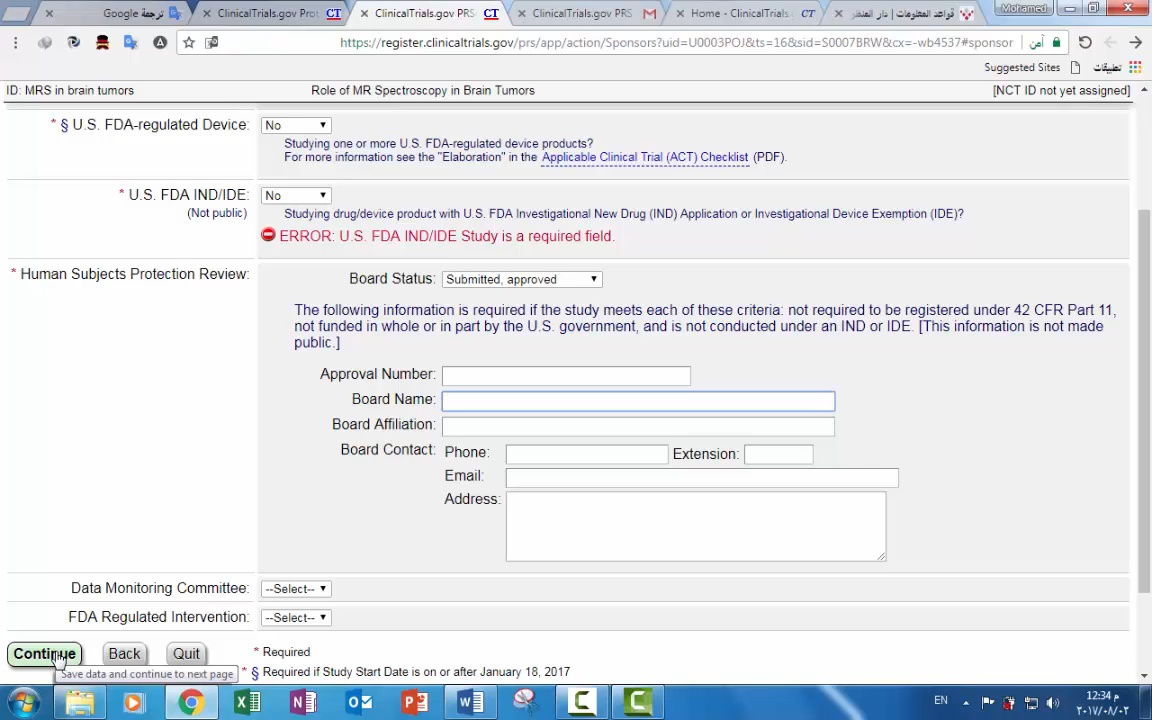 ترجمة Google
ClinicalTrials.gov Prot
CT
ClinicalTrials.gov PRS
CT
ClinicalTrials.gov PRS
Home - ClinicalTrials
CT
قواعد المعلومات | دار المنظو
Mohamed
https://register.clinicaltrials.gov/prs/app/action/Sponsors?uid=U0003POJ&ts=16&sid=S0007BRW&cx=-wb4537#sponsor
آمن
Suggested Sites
تطبيقات
ID: MRS in brain tumors
Role of MR Spectroscopy in Brain Tumors
[NCT ID not yet assigned]
* § U.S. FDA-regulated Device:
No
Studying one or more U.S. FDA-regulated device products?
For more information see the "Elaboration" in the Applicable Clinical Trial (ACT) Checklist (PDF).
* U.S. FDA IND/IDE:
No
(Not public)
Studying drug/device product with U.S. FDA Investigational New Drug (IND) Application or Investigational Device Exemption (IDE)?
ERROR: U.S. FDA IND/IDE Study is a required field.
* Human Subjects Protection Review:
Board Status: Submitted, approved
The following information is required if the study meets each of these criteria: not required to be registered under 42 CFR Part 11,
not funded in whole or in part by the U.S. government, and is not conducted under an IND or IDE. [This information is not made
public.]
Approval Number:
Board Name:
Board Affiliation:
Board Contact: Phone: Extension:
Email:
Address:
Data Monitoring Committee: --Select--
FDA Regulated Intervention: --Select--
Continue
Back
Quit
* Required
Save data and continue to next page
* § Required if Study Start Date is on or after January 18, 2017
EN
12:34 م
٢٠١٧/٠٨/٠٢